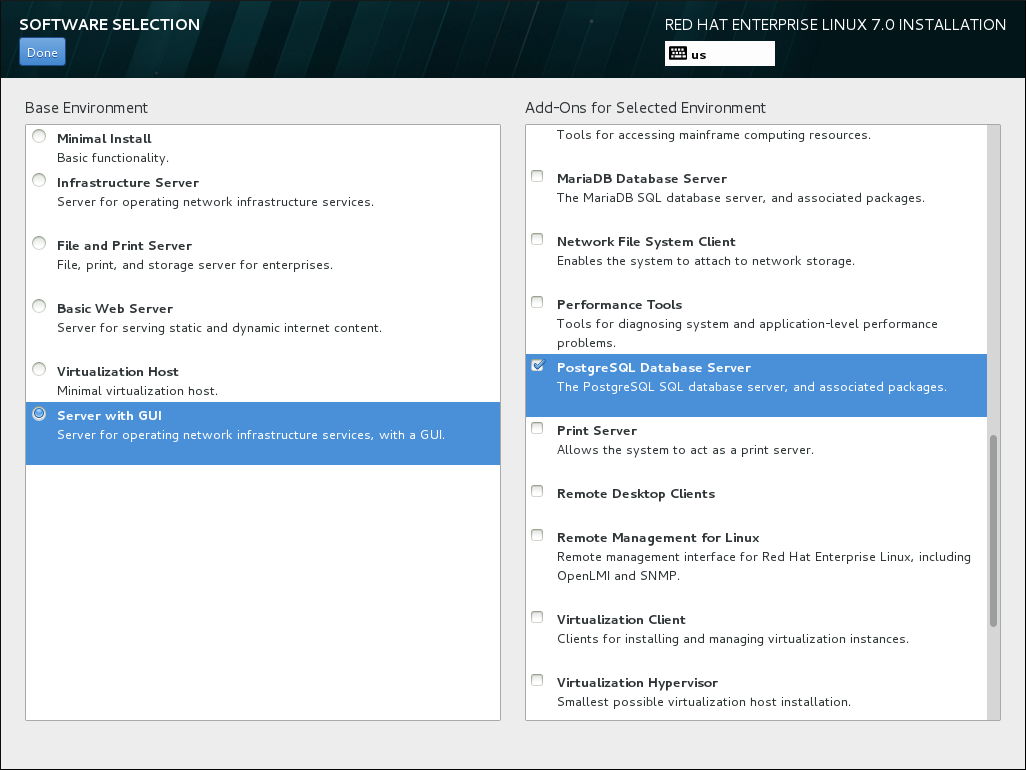 SOFTWARE SELECTION
Done
RED HAT ENTERPRISE LINUX 7.0 INSTALLATION
us
Base Environment
Minimal Install
Basic functionality.
Infrastructure Server
Server for operating network infrastructure services.
File and Print Server
File, print, and storage server for enterprises.
Basic Web Server
Server for serving static and dynamic internet content.
Virtualization Host
Minimal virtualization host.
Server with GUI
Server for operating network infrastructure services, with a GUI.
Add-Ons for Selected Environment
Tools for accessing mainframe computing resources.
MariaDB Database Server
The MariaDB SQL database server, and associated packages.
Network File System Client
Enables the system to attach to network storage.
Performance Tools
Tools for diagnosing system and application-level performance
problems.
PostgreSQL Database Server
The PostgreSQL SQL database server, and associated packages.
Print Server
Allows the system to act as a print server.
Remote Desktop Clients
Remote Management for Linux
Remote management interface for Red Hat Enterprise Linux, including
OpenLMI and SNMP.
Virtualization Client
Clients for installing and managing virtualization instances.
Virtualization Hypervisor
Smallest possible virtualization host installation.